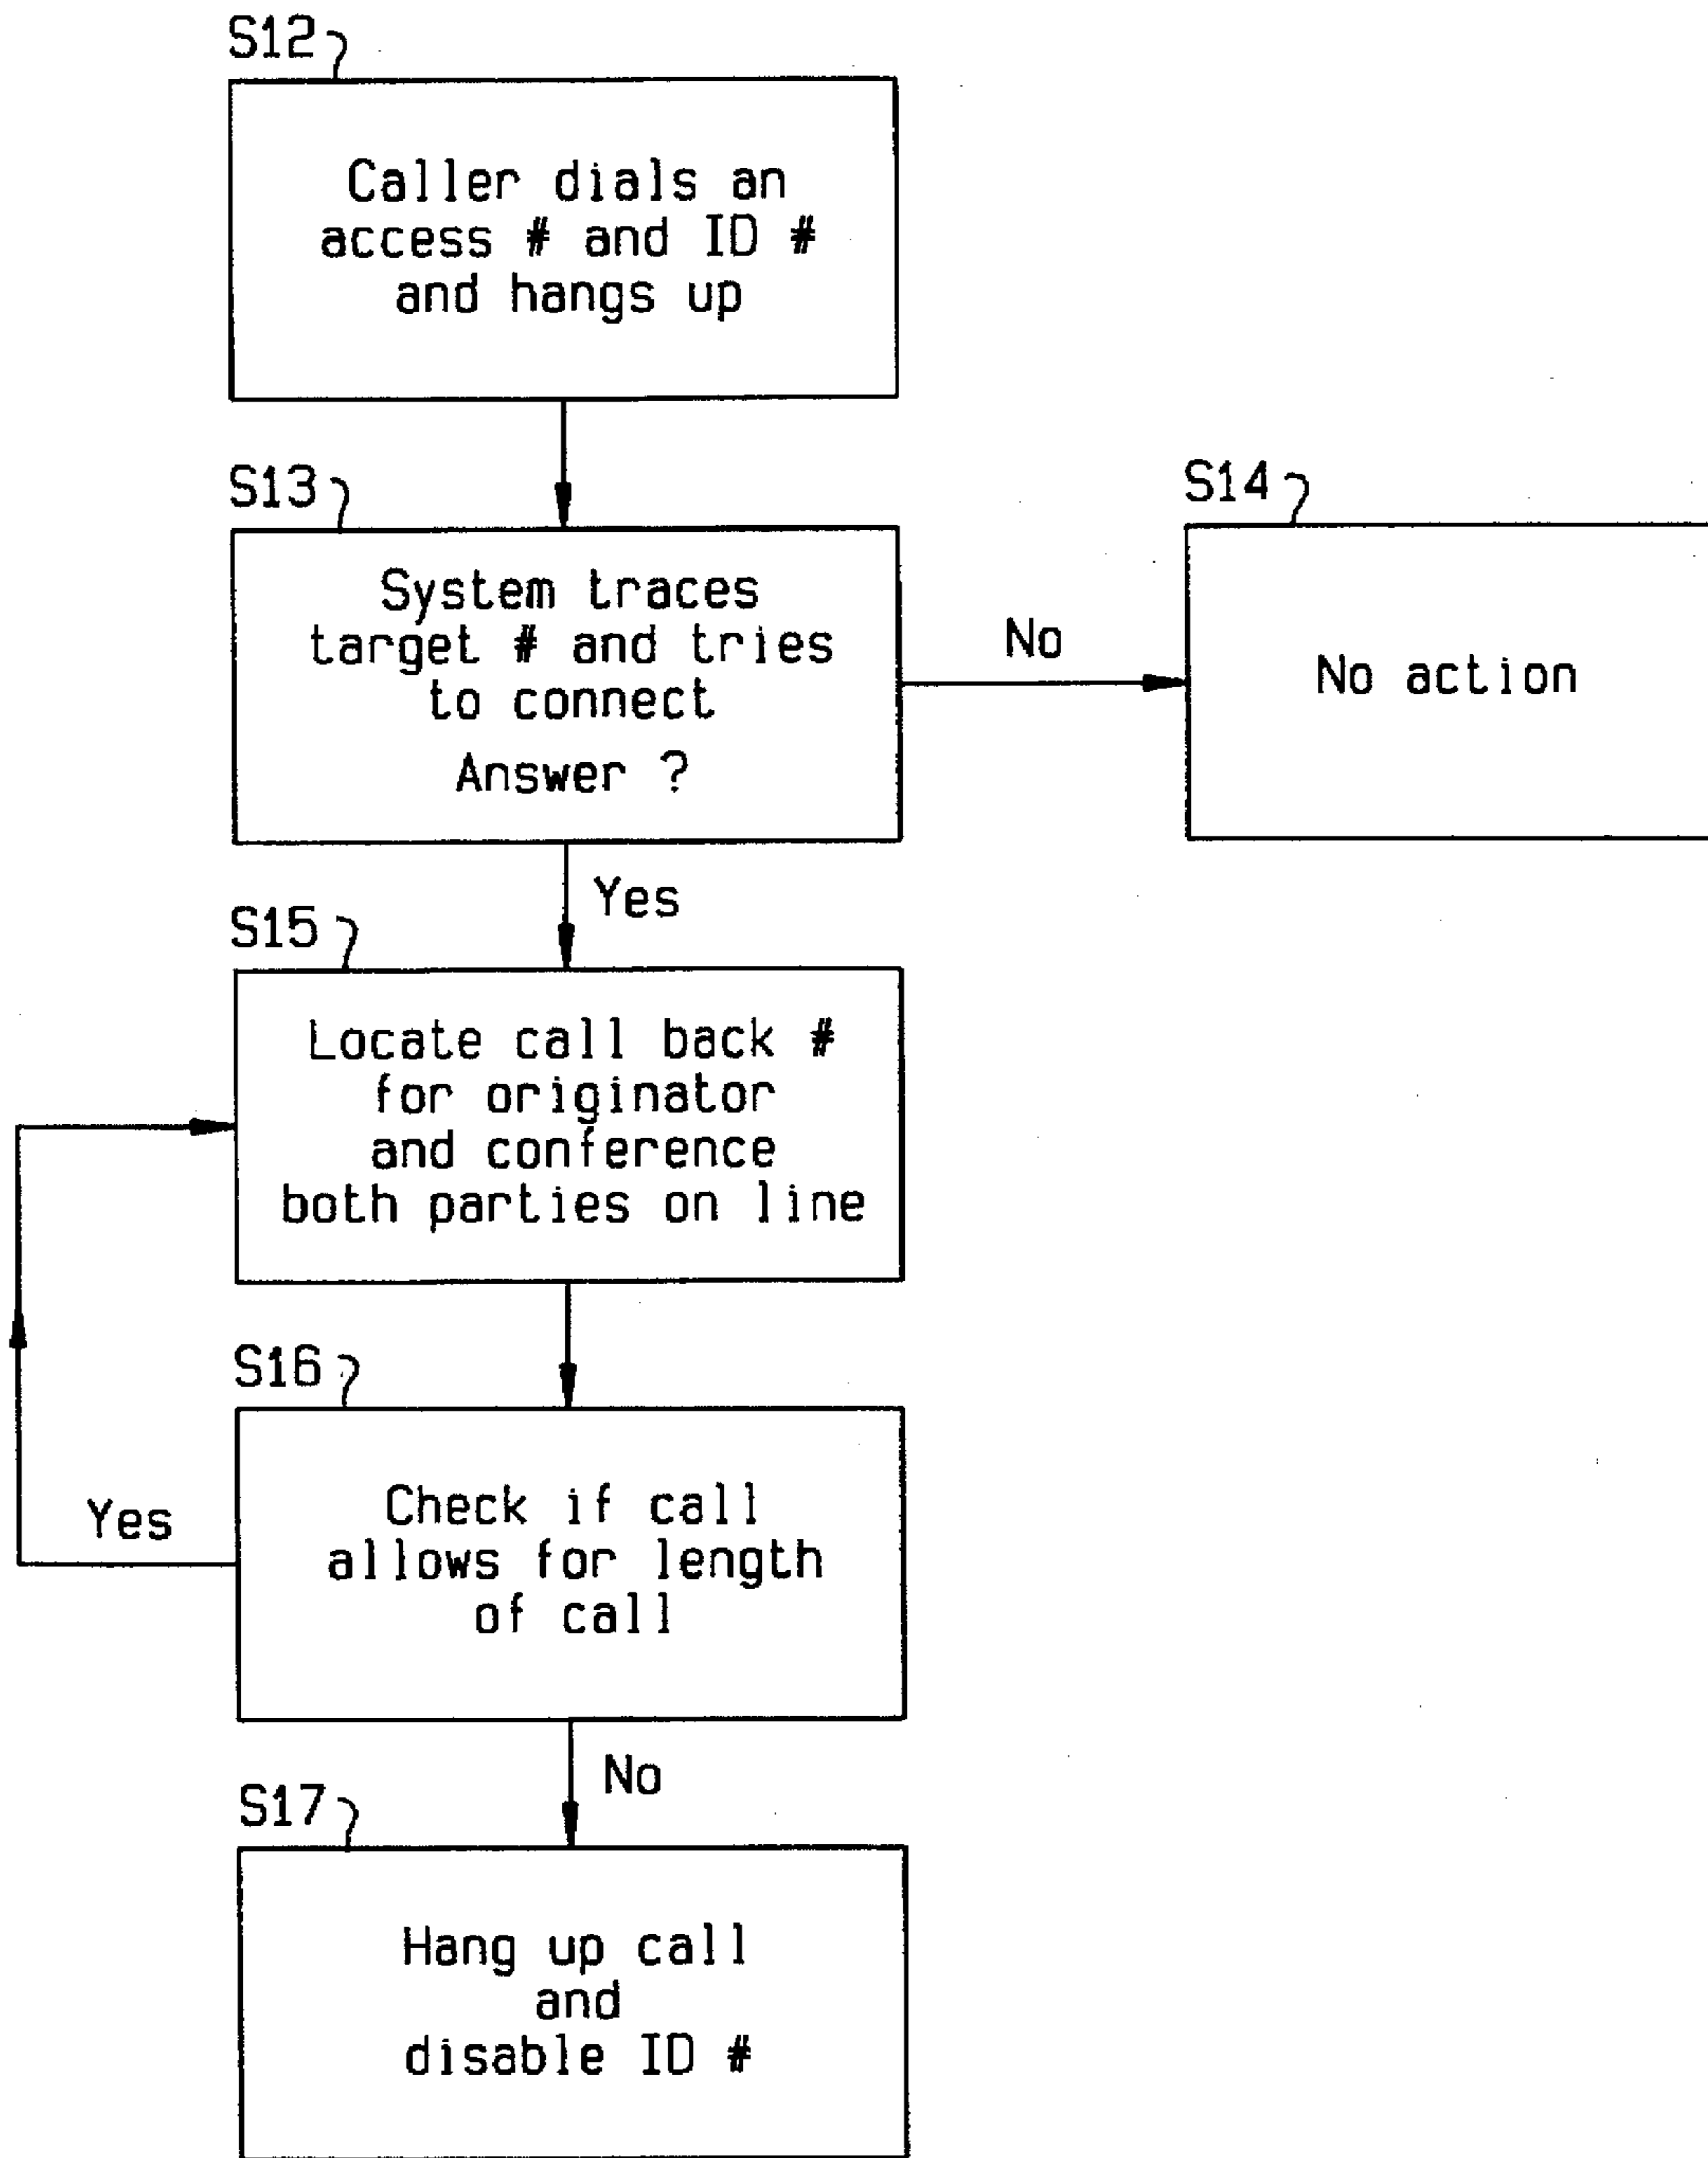 S12
Caller dials an
access # and ID #
and hangs up
S13
System traces
target # and tries
to connect
Answer ?
No
S14
No action
Yes
S15
Locate call back #
for originator
and conference
both parties on line
S16
Check if call
allows for length
of call
Yes
No
S17
Hang up call
and
disable ID #